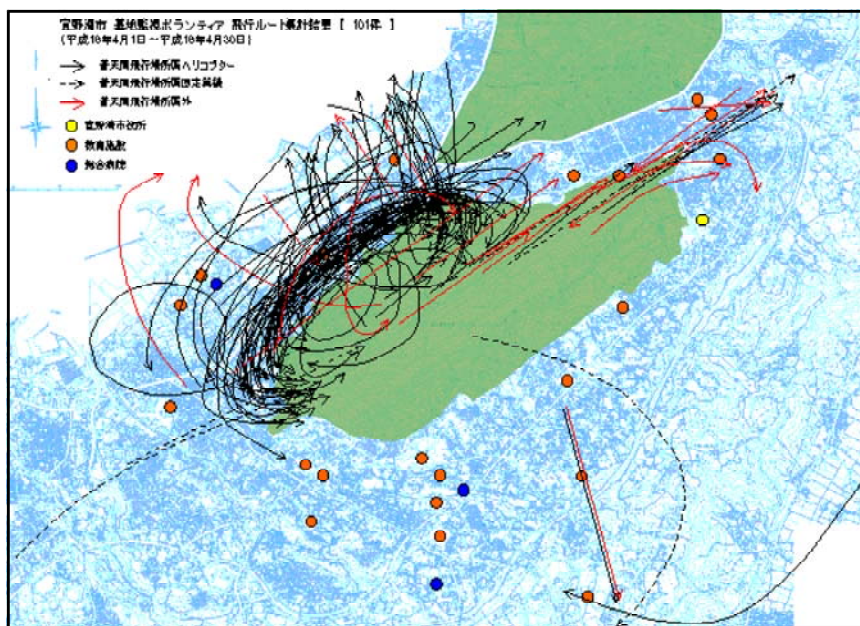 宜野湾市 基地監視ボランティア 飛行ルート集計結果 [ 101件 ]
(平成18年4月1日～平成18年4月30日)
普天間飛行場所属ヘリコプター
普天間飛行場所属固定翼機
普天間飛行場所属外
宜野湾市役所
教育施設
総合病院